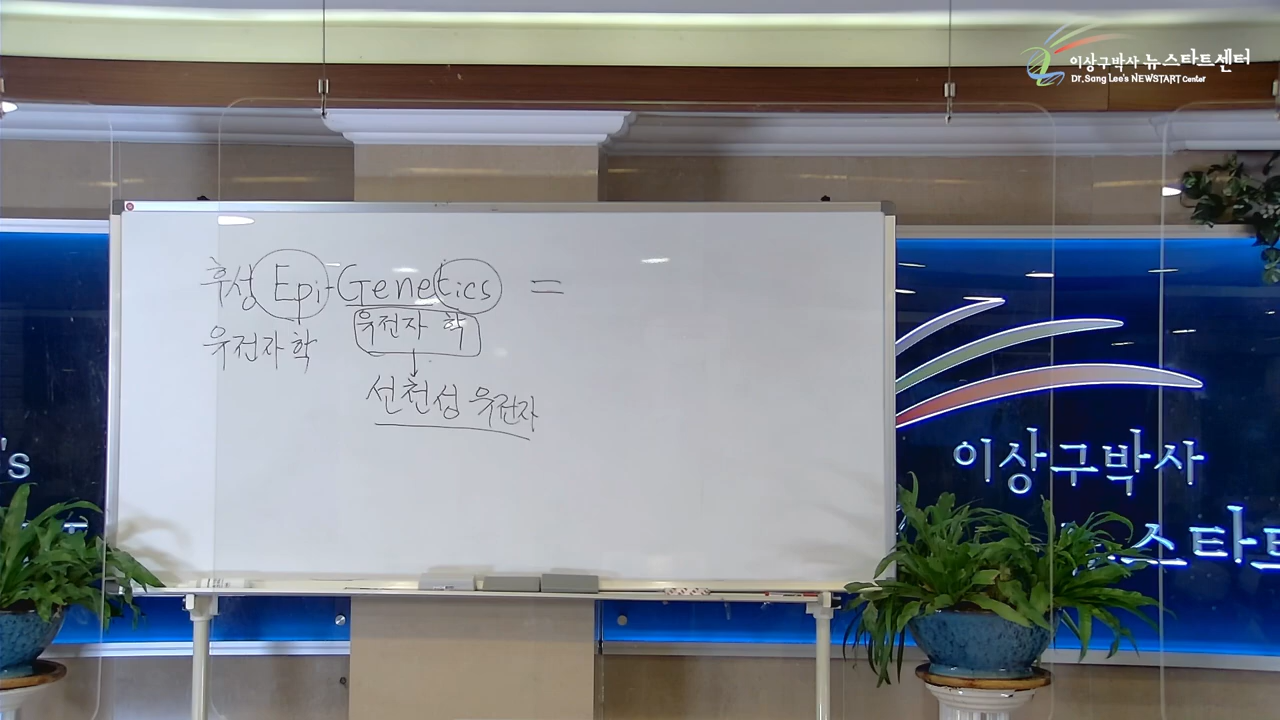 이상구박사 뉴스타트센터
Dr. Sang Lee's NEWSTART Center
후성 Epi-Genetics =
유전자 학
유전자학
선천성 유전자
's
이상구박사
스타트